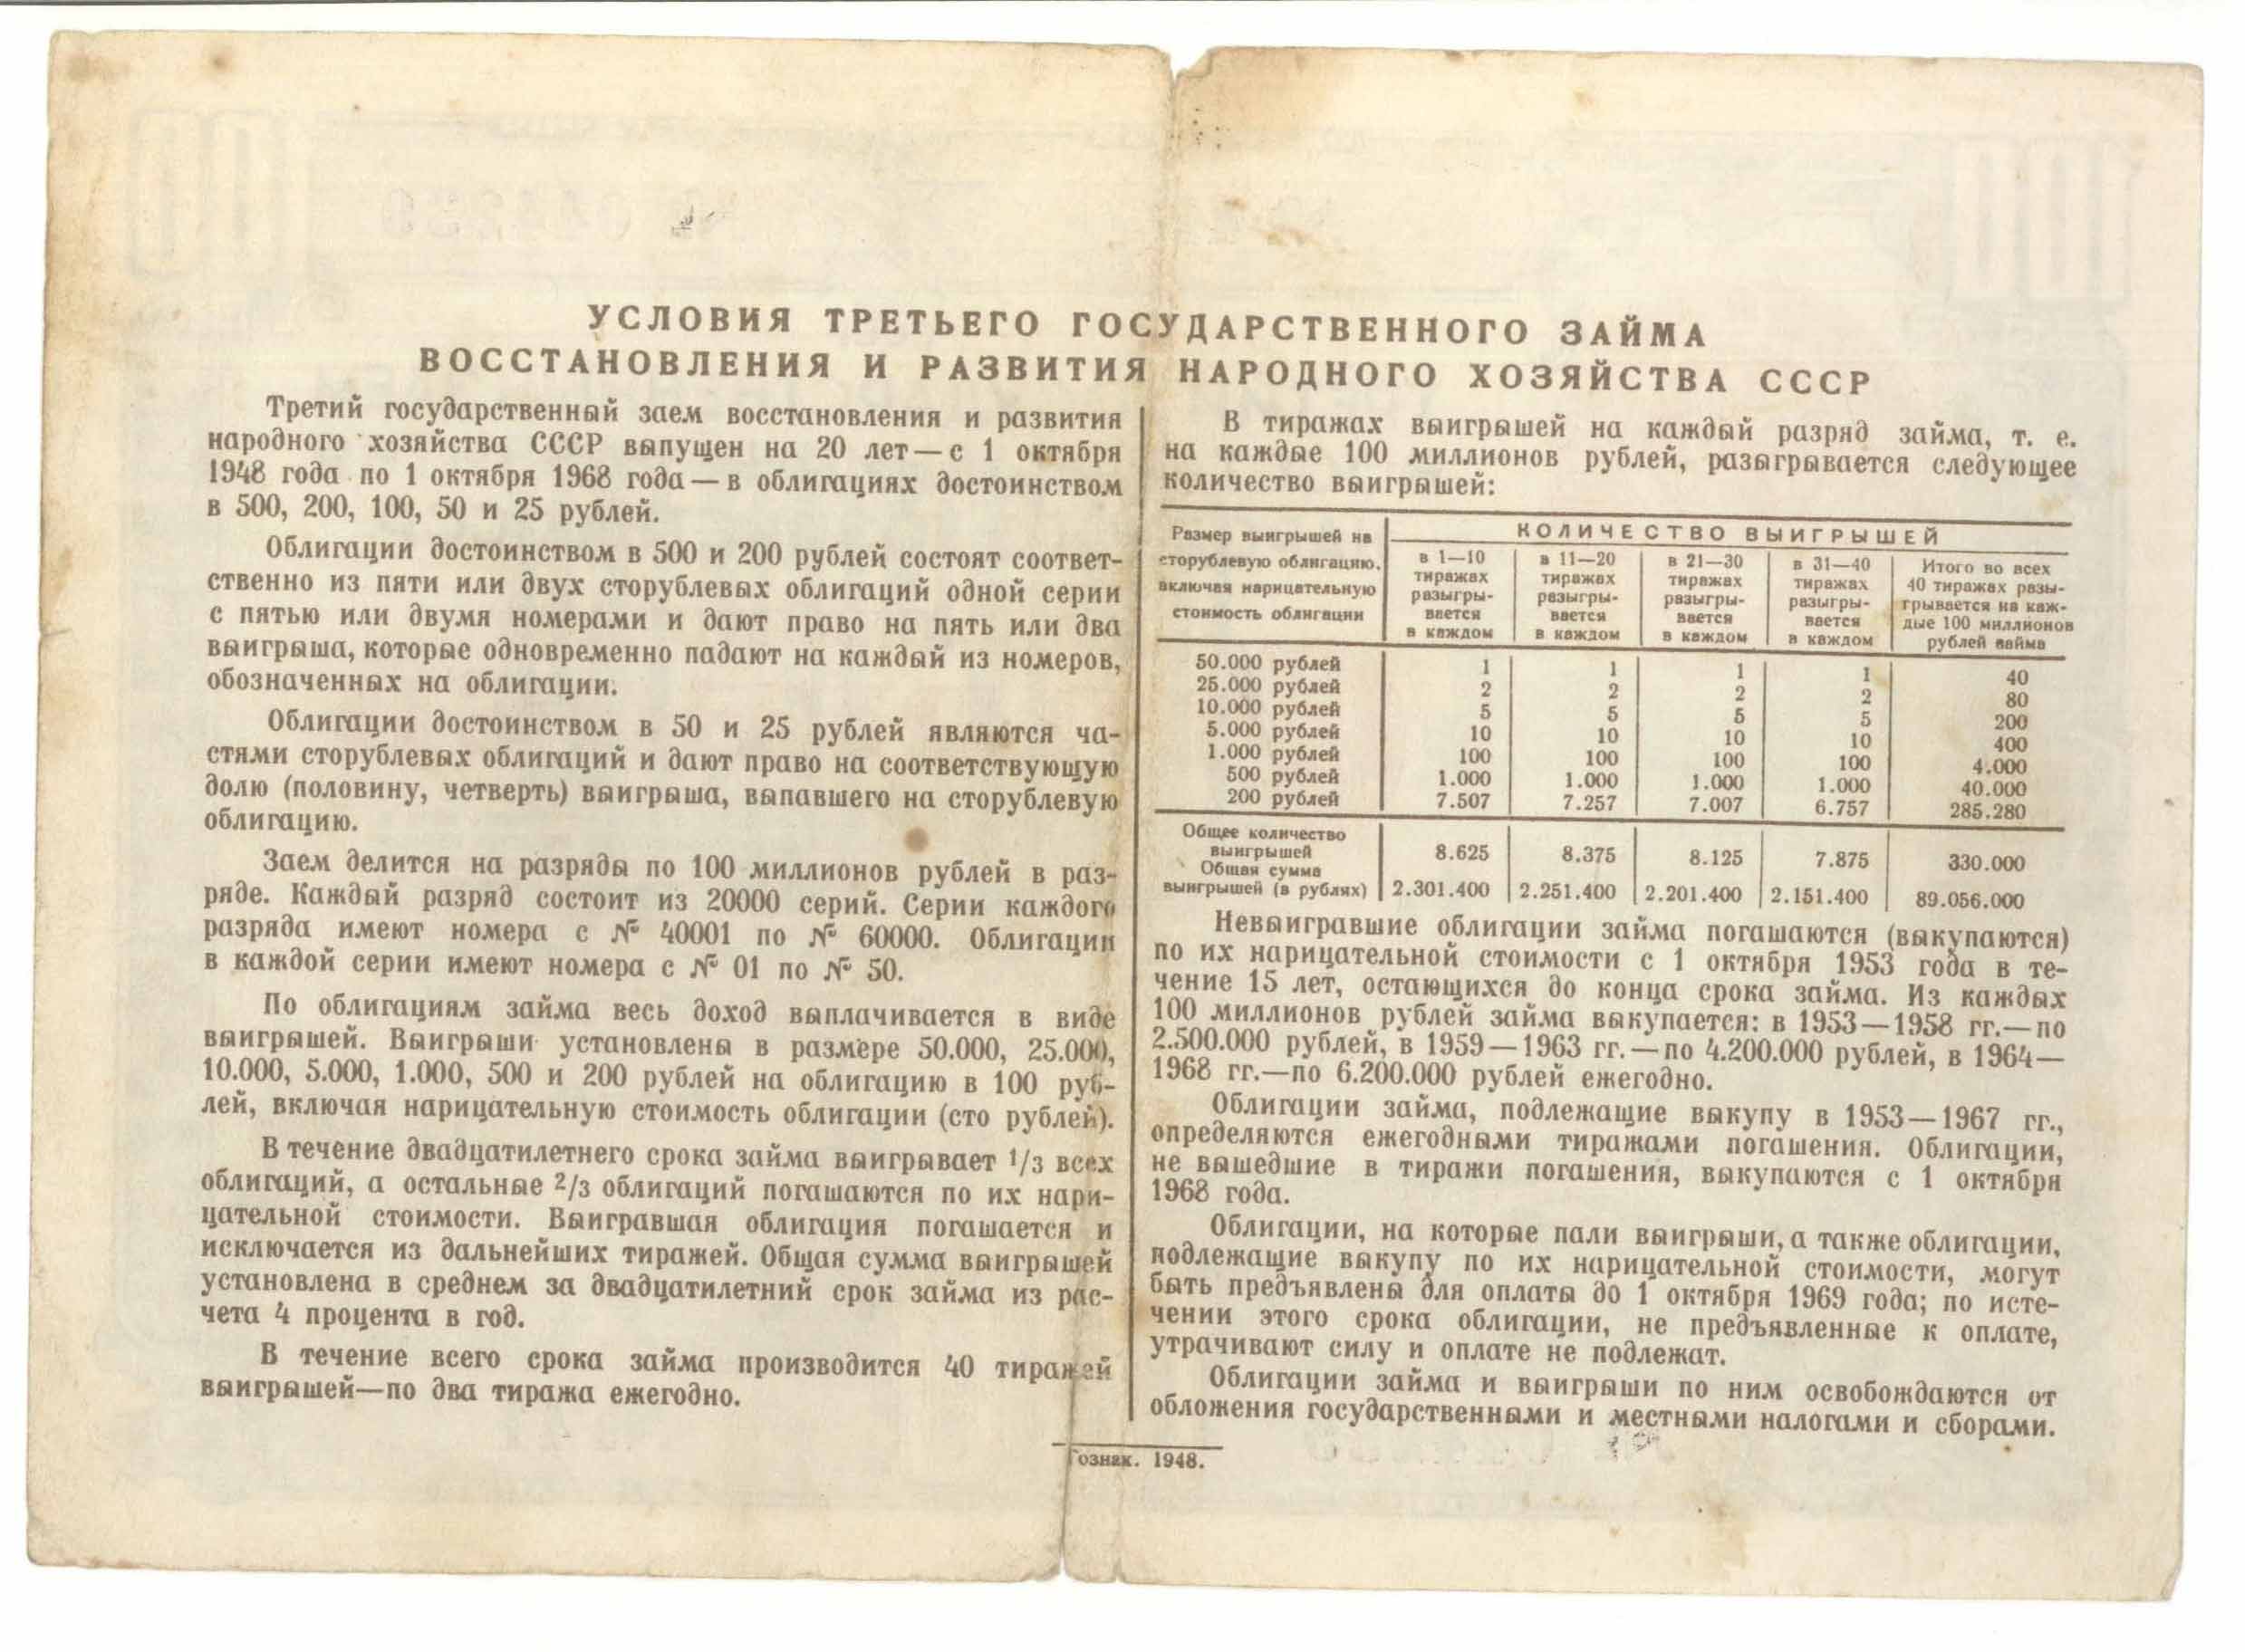 УСЛОВИЯ ТРЕТЬЕГО ГОСУДАРСТВЕННОГО ЗАЙМА
ВОССТАНОВЛЕНИЯ И РАЗВИТИЯ НАРОДНОГО ХОЗЯЙСТВА СССР
Третий государственный заем восстановления и развития
народного хозяйства СССР выпущен на 20 лет—с 1 октября
1948 года по 1 октября 1968 года—в облигациях достоинством
в 500, 200, 100, 50 и 25 рублей.
Облигации достоинством в 500 и 200 рублей состоят соответ-
ственно из пяти или двух сторублевых облигаций одной серии
с пятью или двумя номерами и дают право на пять или два
выигрыша, которые одновременно падают на каждый из номеров,
обозначенных на облигации.
Облигации достоинством в 50 и 25 рублей являются ча-
стями сторублевых облигаций и дают право на соответствующую
долю (половину, четверть) выигрыша, выпавшего на сторублевую
облигацию.
Заем делится на разряды по 100 миллионов рублей в раз-
ряде. Каждый разряд состоит из 20000 серий. Серии каждого
разряда имеют номера с № 40001 по № 60000. Облигации
в каждой серии имеют номера с № 01 по № 50.
По облигациям займа весь доход выплачивается в виде
выигрышей. Выигрыши установлены в размере 50.000, 25.000,
10.000, 5.000, 1.000, 500 и 200 рублей на облигацию в 100 руб-
лей, включая нарицательную стоимость облигации (сто рублей).
В течение двадцатилетнего срока займа выигрывает 1/3 всех
облигаций, а остальные 2/3 облигаций погашаются по их нари-
цательной стоимости. Выигравшая облигация погашается и
исключается из дальнейших тиражей. Общая сумма выигрышей
установлена в среднем за двадцатилетний срок займа из рас-
чета 4 процента в год.
В течение всего срока займа производится 40 тиражей
выигрышей—по два тиража ежегодно.
В тиражах выигрышей на каждый разряд займа, т. е.
на каждые 100 миллионов рублей, разыгрывается следующее
количество выигрышей:
Размер выигрышей на
сторублевую облигацию,
включая нарицательную
стоимость облигации
КОЛИЧЕСТВО ВЫИГРЫШЕЙ
в 1—10 тиражах разыгры-вается в каждом
в 11—20 тиражах разыгры-вается в каждом
в 21—30 тиражах разыгры-вается в каждом
в 31—40 тиражах разыгры-вается в каждом
Итого во всех 40 тиражах разы-грывается на каж-дые 100 миллионов рублей займа
50.000 рублей 1 1 1 1 40
25.000 рублей 2 2 2 2 80
10.000 рублей 5 5 5 5 200
5.000 рублей 10 10 10 10 400
1.000 рублей 100 100 100 100 4.000
500 рублей 1.000 1.000 1.000 1.000 40.000
200 рублей 7.507 7.257 7.007 6.757 285.280
Общее количество
выигрышей 8.625 8.375 8.125 7.875 330.000
Общая сумма
выигрышей (в рублях) 2.301.400 2.251.400 2.201.400 2.151.400 89.056.000
Невыигравшие облигации займа погашаются (выкупаются)
по их нарицательной стоимости с 1 октября 1953 года в те-
чение 15 лет, остающихся до конца срока займа. Из каждых
100 миллионов рублей займа выкупается: в 1953—1958 гг.—по
2.500.000 рублей, в 1959—1963 гг.—по 4.200.000 рублей, в 1964—
1968 гг.—по 6.200.000 рублей ежегодно.
Облигации займа, подлежащие выкупу в 1953—1967 гг.,
определяются ежегодными тиражами погашения. Облигации,
не вышедшие в тиражи погашения, выкупаются с 1 октября
1968 года.
Облигации, на которые пали выигрыши, а также облигации,
подлежащие выкупу по их нарицательной стоимости, могут
быть предъявлены для оплаты до 1 октября 1969 года; по исте-
чении этого срока облигации, не предъявленные к оплате,
утрачивают силу и оплате не подлежат.
Облигации займа и выигрыши по ним освобождаются от
обложения государственными и местными налогами и сборами.
Гознак. 1948.